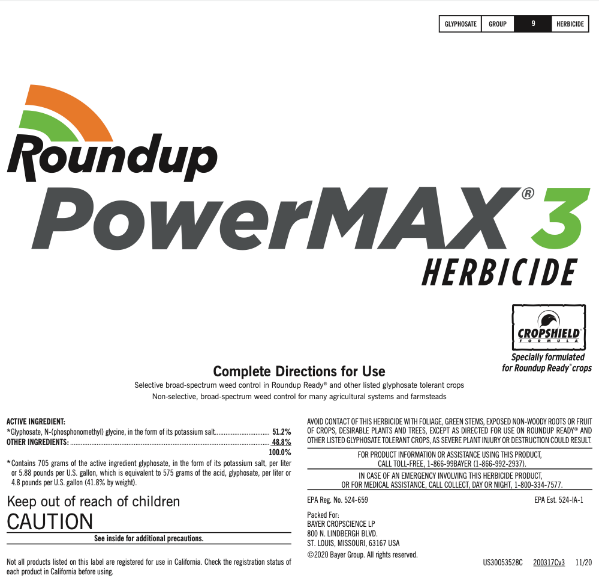 GLYPHOSATE GROUP 9 HERBICIDE
Roundup
PowerMAX® 3
HERBICIDE
CROPSHIELD
FORMULA
Specially formulated
for Roundup Ready® crops
Complete Directions for Use
Selective broad-spectrum weed control in Roundup Ready® and other listed glyphosate tolerant crops
Non-selective, broad-spectrum weed control for many agricultural systems and farmsteads
ACTIVE INGREDIENT:
*Glyphosate, N-(phosphonomethyl) glycine, in the form of its potassium salt........................ 51.2%
OTHER INGREDIENTS: .................................................................................... 48.8%
100.0%
*Contains 705 grams of the active ingredient glyphosate, in the form of its potassium salt, per liter
or 5.88 pounds per U.S. gallon, which is equivalent to 575 grams of the acid, glyphosate, per liter or
4.8 pounds per U.S. gallon (41.8% by weight).
Keep out of reach of children
CAUTION
See inside for additional precautions.
Not all products listed on this label are registered for use in California. Check the registration status of
each product in California before using.
AVOID CONTACT OF THIS HERBICIDE WITH FOLIAGE, GREEN STEMS, EXPOSED NON-WOODY ROOTS OR FRUIT
OF CROPS, DESIRABLE PLANTS AND TREES, EXCEPT AS DIRECTED FOR USE ON ROUNDUP READY® AND
OTHER LISTED GLYPHOSATE TOLERANT CROPS, AS SEVERE PLANT INJURY OR DESTRUCTION COULD RESULT.
FOR PRODUCT INFORMATION OR ASSISTANCE USING THIS PRODUCT,
CALL TOLL-FREE, 1-866-99BAYER (1-866-992-2937).
IN CASE OF AN EMERGENCY INVOLVING THIS HERBICIDE PRODUCT,
OR FOR MEDICAL ASSISTANCE, CALL COLLECT, DAY OR NIGHT, 1-800-334-7577.
EPA Reg. No. 524-659 EPA Est. 524-IA-1
Packed For:
BAYER CROPSCIENCE LP
800 N. LINDBERGH BLVD.
ST. LOUIS, MISSOURI, 63167 USA
©2020 Bayer Group. All rights reserved.
US30053528C 200317Cv3 11/20